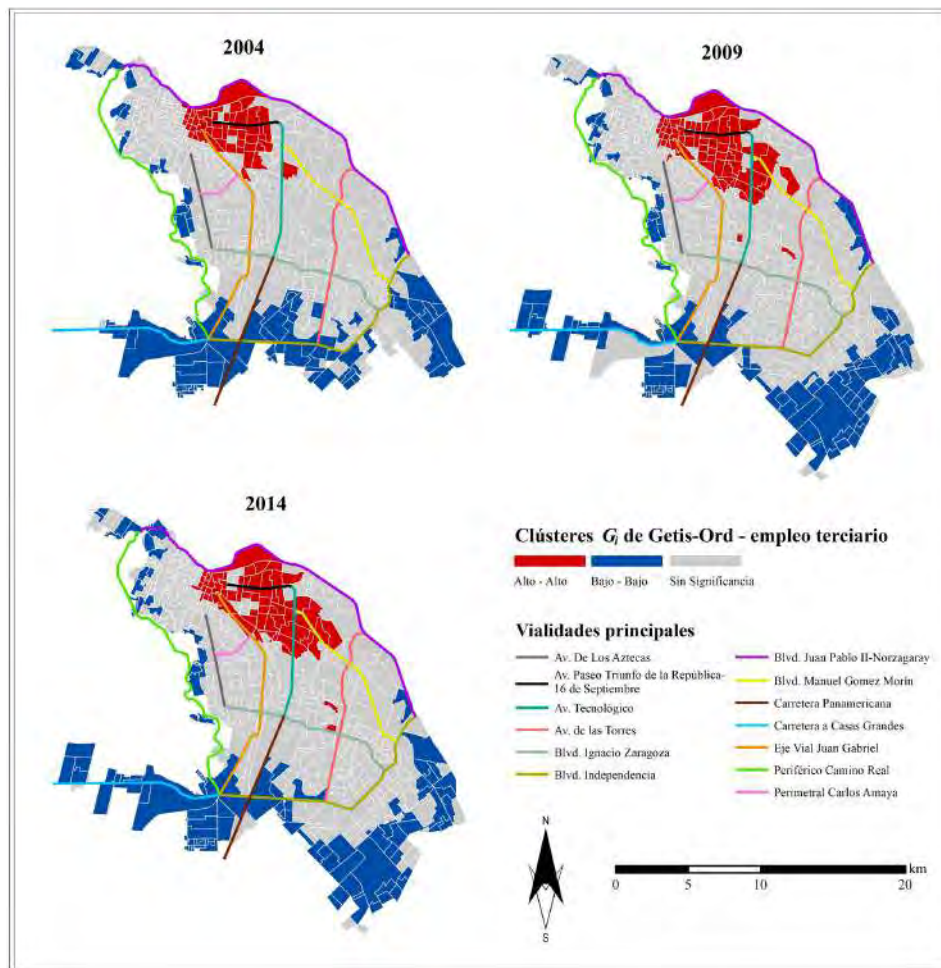 2004
2009
2014
Clústeres Gi de Getis-Ord - empleo terciario
Alto - Alto
Bajo - Bajo
Sin Significancia
Vialidades principales
Av. De Los Aztecas
Av. Paseo Triunfo de la República-
16 de Septiembre
Av. Tecnológico
Av. de las Torres
Blvd. Ignacio Zaragoza
Blvd. Independencia
Blvd. Juan Pablo II-Norzagaray
Blvd. Manuel Gomez Morin
Carretera Panamericana
Carretera a Casas Grandes
Eje Vial Juan Gabriel
Periférico Camino Real
Perimetral Carlos Amaya
N
S
km
0 5 10 20